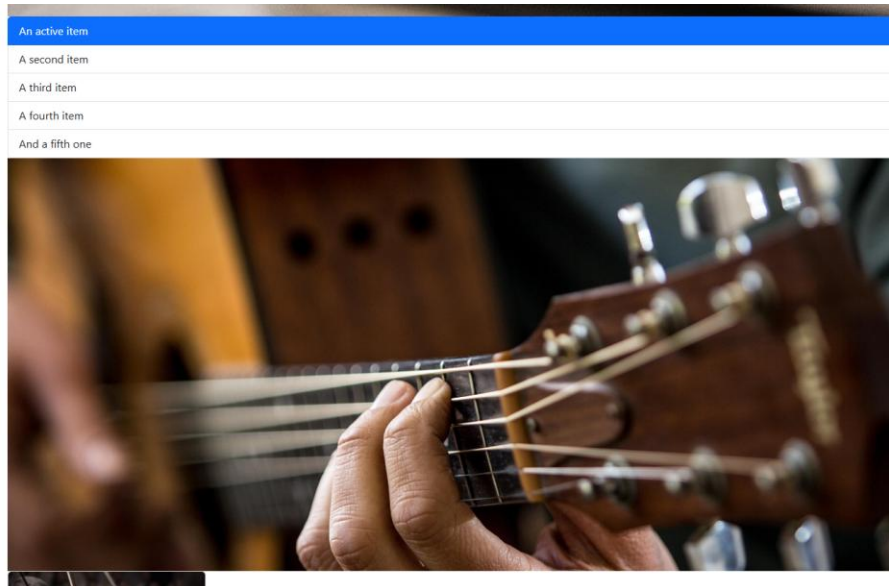 An active item
A second item
A third item
A fourth item
And a fifth one